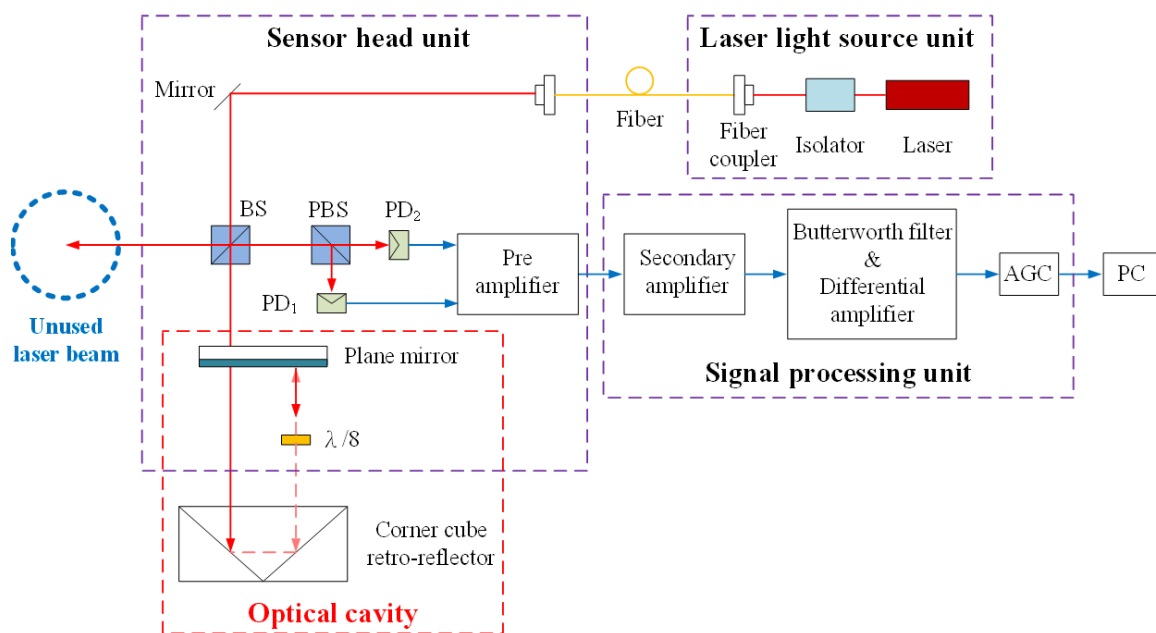 Sensor head unit
Laser light source unit
Mirror
Fiber
Fiber
coupler
Isolator
Laser
BS
PBS
PD₂
PD₁
Pre
amplifier
Secondary
amplifier
Butterworth filter
&
Differential
amplifier
AGC
PC
Unused
laser beam
Plane mirror
Signal processing unit
λ/8
Corner cube
retro-reflector
Optical cavity